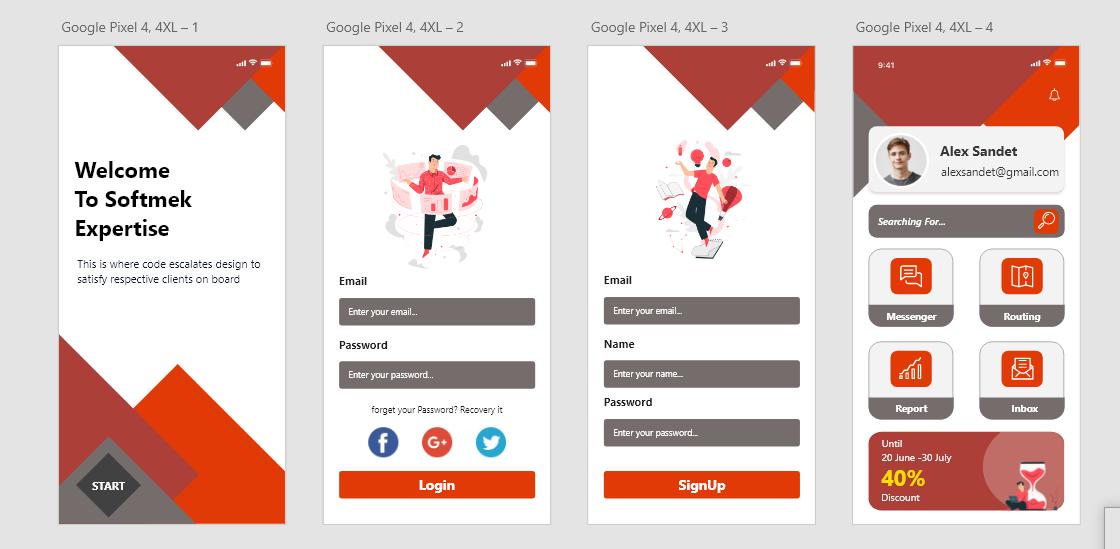 Google Pixel 4, 4XL – 1
Welcome
To Softmek
Expertise
This is where code escalates design to
satisfy respective clients on board
START
Google Pixel 4, 4XL – 2
Email
Enter your email...
Password
Enter your password...
forget your Password? Recovery it
f
G+
Login
Google Pixel 4, 4XL – 3
Email
Enter your email...
Name
Enter your name...
Password
Enter your password...
SignUp
Google Pixel 4, 4XL – 4
9:41
Alex Sandet
alexsandet@gmail.com
Searching For...
Messenger
Routing
Report
Inbox
Until
20 June -30 July
40%
Discount